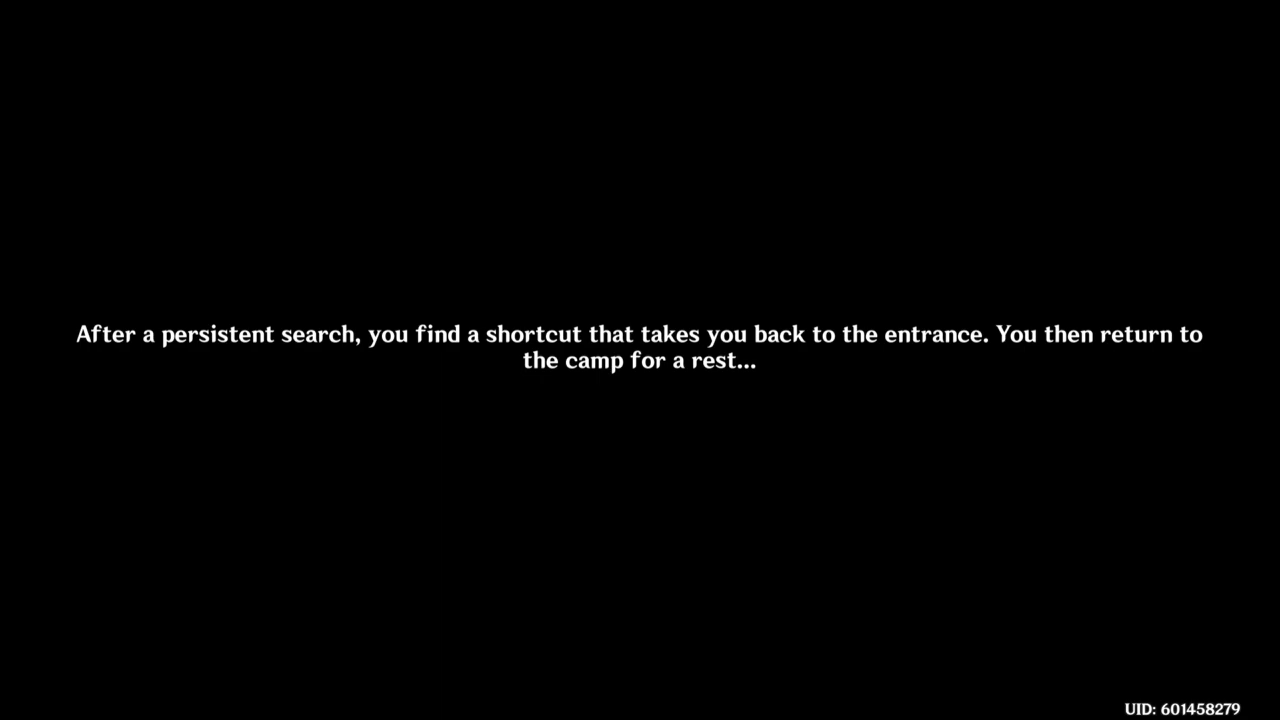 After a persistent search, you find a shortcut that takes you back to the entrance. You then return to
the camp for a rest...
UID: 601458279